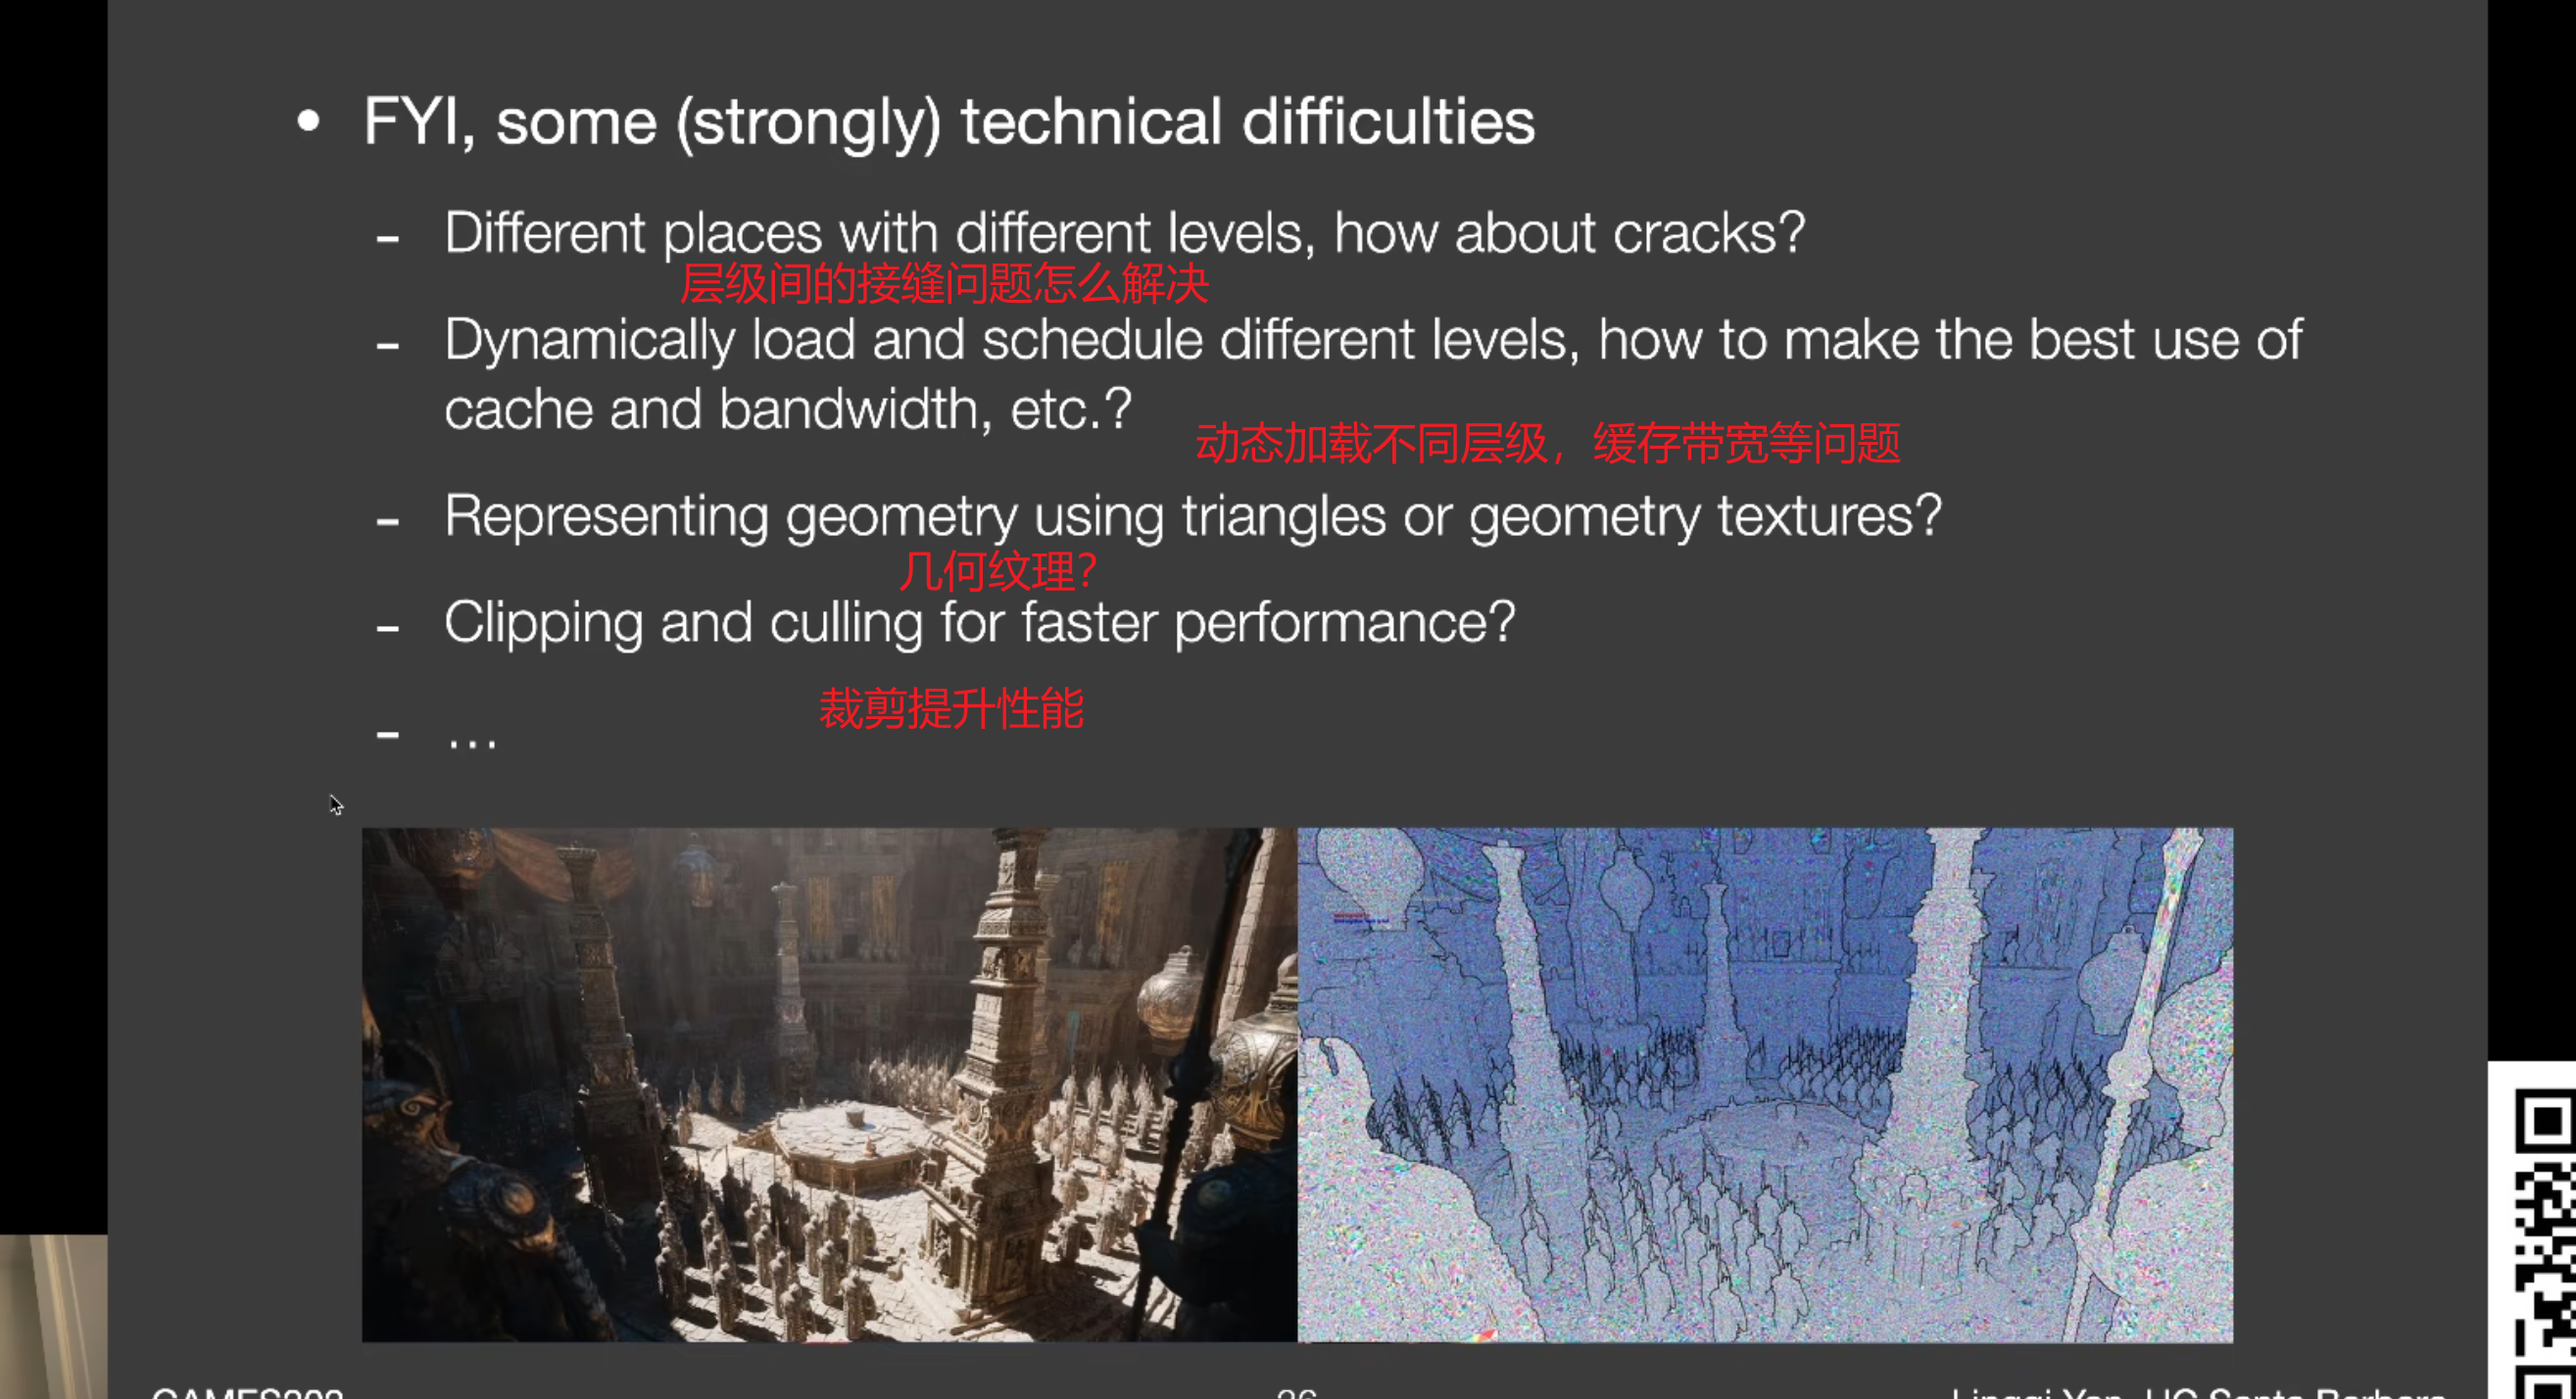 • FYI, some (strongly) technical difficulties
- Different places with different levels, how about cracks?
层级间的接缝问题怎么解决
- Dynamically load and schedule different levels, how to make the best use of
cache and bandwidth, etc.?
动态加载不同层级，缓存带宽等问题
- Representing geometry using triangles or geometry textures?
几何纹理?
- Clipping and culling for faster performance?
裁剪提升性能
- ...